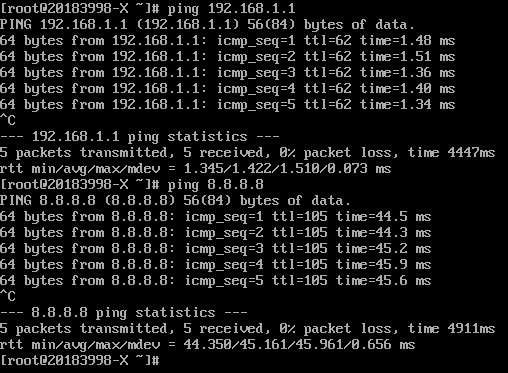 [root@20183998-X ~]# ping 192.168.1.1
PING 192.168.1.1 (192.168.1.1) 56(84) bytes of data.
64 bytes from 192.168.1.1: icmp_seq=1 ttl=62 time=1.48 ms
64 bytes from 192.168.1.1: icmp_seq=2 ttl=62 time=1.51 ms
64 bytes from 192.168.1.1: icmp_seq=3 ttl=62 time=1.36 ms
64 bytes from 192.168.1.1: icmp_seq=4 ttl=62 time=1.40 ms
64 bytes from 192.168.1.1: icmp_seq=5 ttl=62 time=1.34 ms
^C
--- 192.168.1.1 ping statistics ---
5 packets transmitted, 5 received, 0% packet loss, time 4447ms
rtt min/avg/max/mdev = 1.345/1.422/1.510/0.073 ms
[root@20183998-X ~]# ping 8.8.8.8
PING 8.8.8.8 (8.8.8.8) 56(84) bytes of data.
64 bytes from 8.8.8.8: icmp_seq=1 ttl=105 time=44.5 ms
64 bytes from 8.8.8.8: icmp_seq=2 ttl=105 time=44.3 ms
64 bytes from 8.8.8.8: icmp_seq=3 ttl=105 time=45.2 ms
64 bytes from 8.8.8.8: icmp_seq=4 ttl=105 time=45.9 ms
64 bytes from 8.8.8.8: icmp_seq=5 ttl=105 time=45.6 ms
^C
--- 8.8.8.8 ping statistics ---
5 packets transmitted, 5 received, 0% packet loss, time 4911ms
rtt min/avg/max/mdev = 44.350/45.161/45.961/0.656 ms
[root@20183998-X ~]#